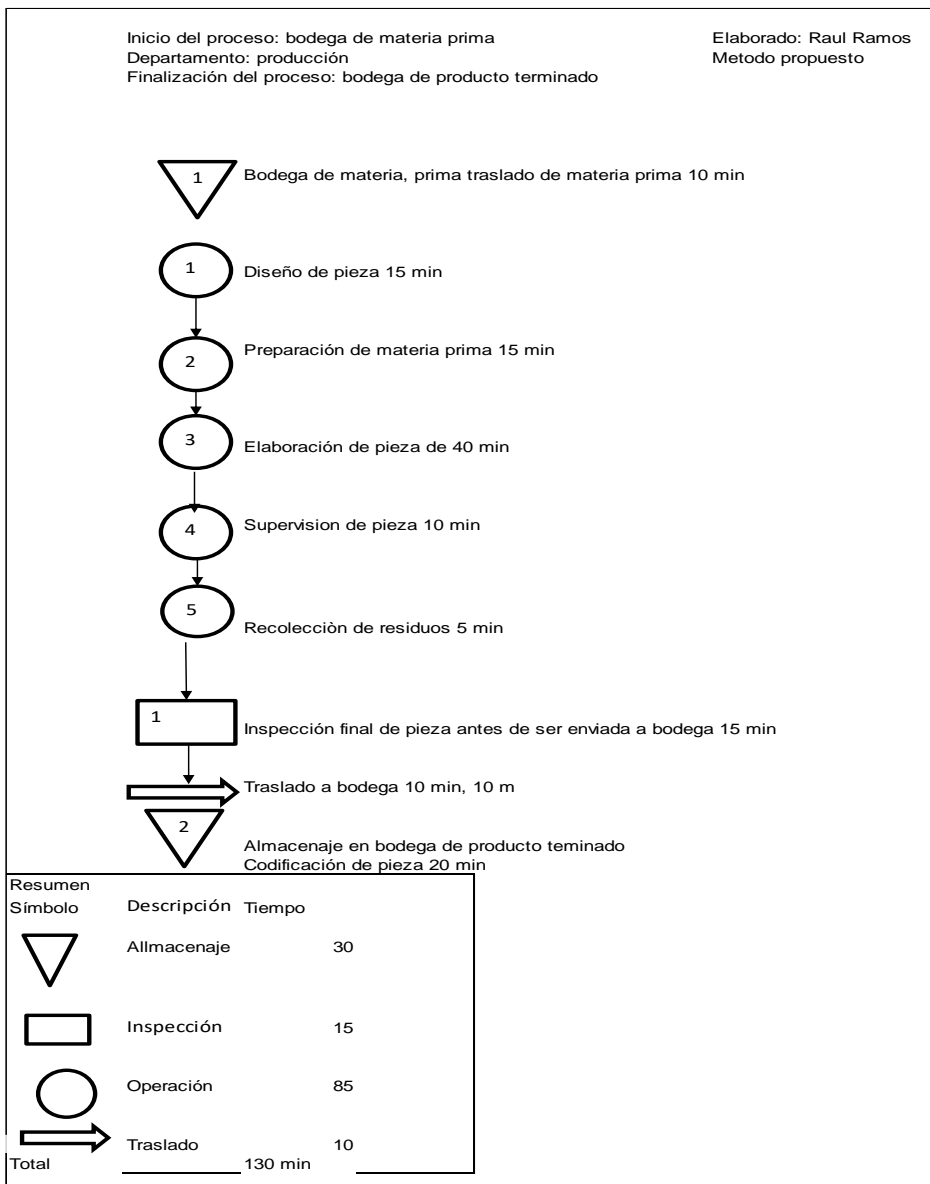 Inicio del proceso: bodega de materia prima
Elaborado: Raul Ramos
Departamento: producción
Metodo propuesto
Finalización del proceso: bodega de producto terminado
1
Bodega de materia, prima traslado de materia prima 10 min
1
Diseño de pieza 15 min
2
Preparación de materia prima 15 min
3
Elaboración de pieza de 40 min
4
Supervision de pieza 10 min
5
Recolecciòn de residuos 5 min
1
Inspección final de pieza antes de ser enviada a bodega 15 min
Traslado a bodega 10 min, 10 m
2
Almacenaje en bodega de producto teminado
Codificación de pieza 20 min
Resumen
Símbolo Descripción Tiempo
Allmacenaje 30
Inspección 15
Operación 85
Traslado 10
Total 130 min